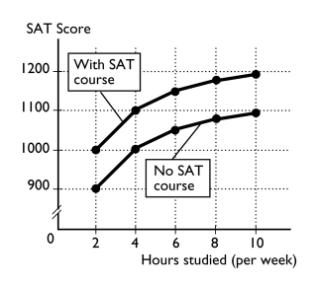 SAT Score
1200
With SAT
course
1100
1000
900
No SAT
course
0
2 4 6 8 10
Hours studied (per week)